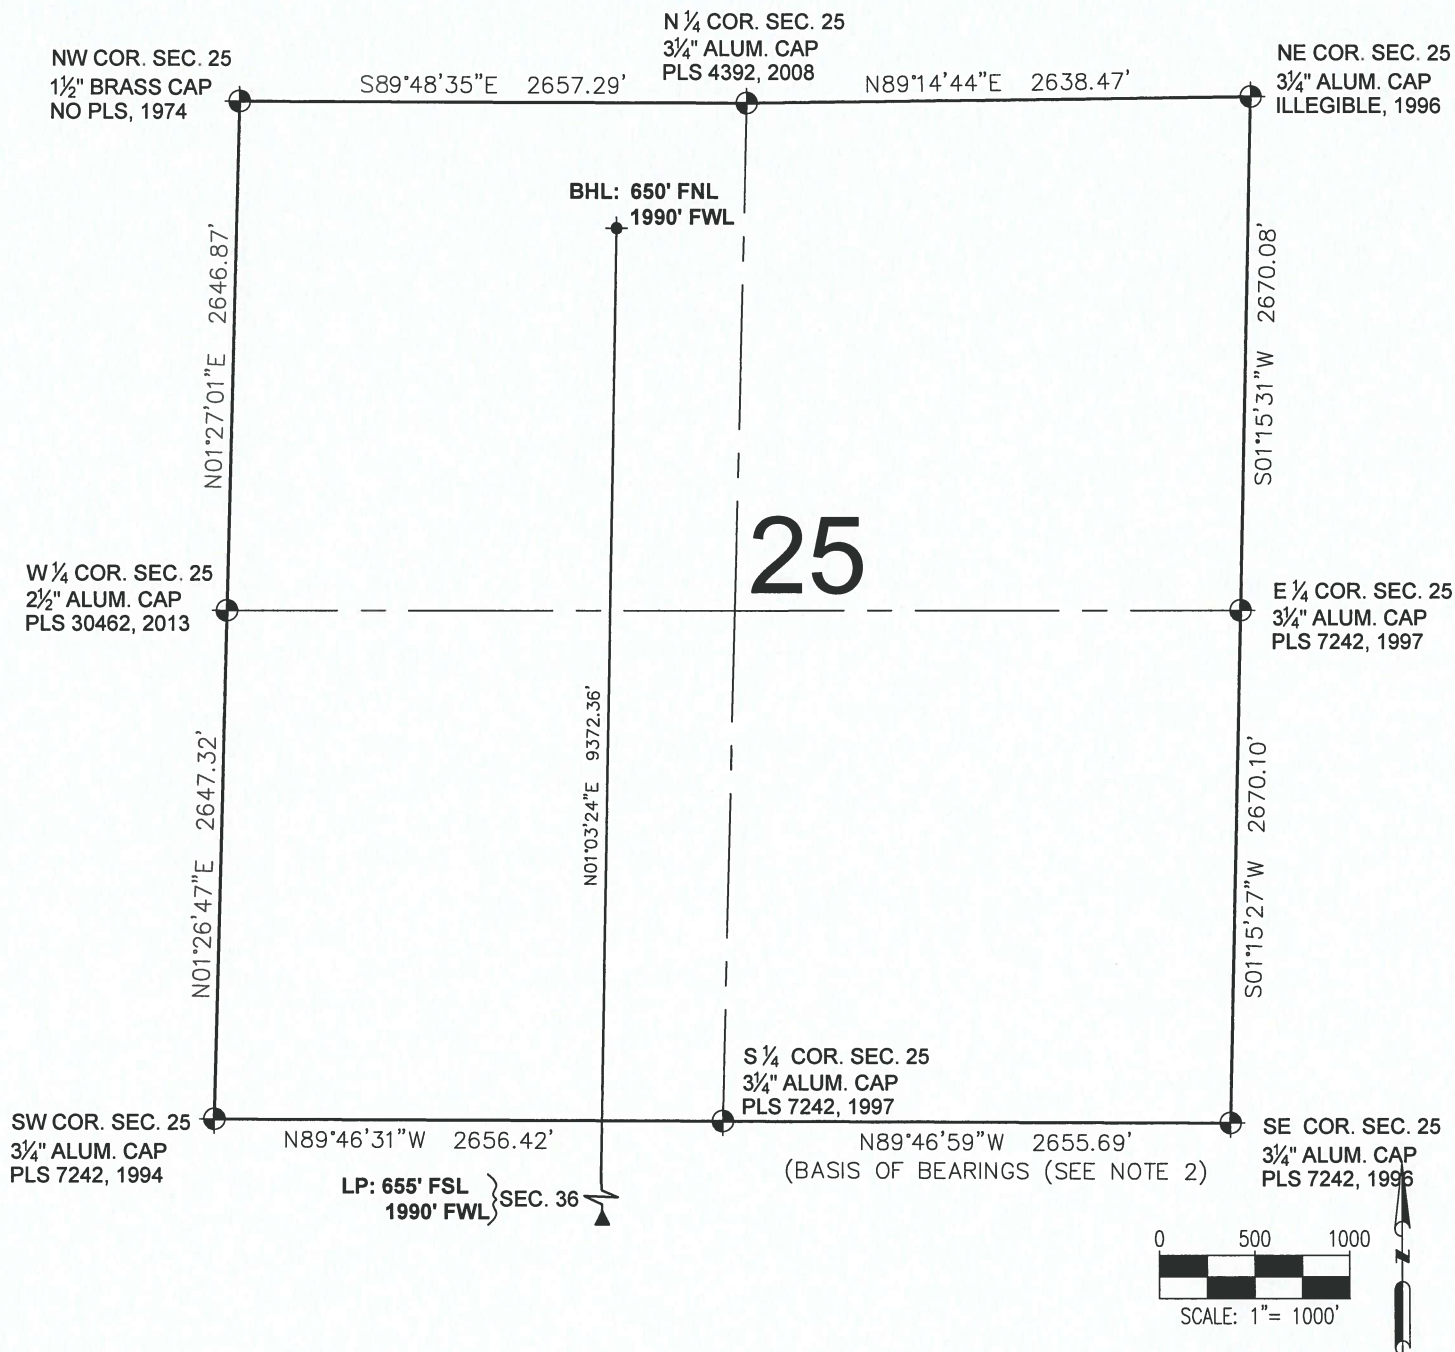 N ¼ COR. SEC. 25
3¼" ALUM. CAP
PLS 4392, 2008
NW COR. SEC. 25
1½" BRASS CAP
NO PLS, 1974
S89°48'35"E 2657.29'
N89°14'44"E 2638.47'
NE COR. SEC. 25
3¼" ALUM. CAP
ILLEGIBLE, 1996
BHL: 650' FNL
1990' FWL
N01°27'01"E 2646.87'
S01°15'31"W 2670.08'
25
W ¼ COR. SEC. 25
2½" ALUM. CAP
PLS 30462, 2013
E ¼ COR. SEC. 25
3¼" ALUM. CAP
PLS 7242, 1997
N01°26'47"E 2647.32'
N01°03'24"E 9372.36'
S01°15'27"W 2670.10'
S ¼ COR. SEC. 25
3¼" ALUM. CAP
PLS 7242, 1997
SW COR. SEC. 25
3¼" ALUM. CAP
PLS 7242, 1994
N89°46'31"W 2656.42'
N89°46'59"W 2655.69'
(BASIS OF BEARINGS (SEE NOTE 2)
SE COR. SEC. 25
3¼" ALUM. CAP
PLS 7242, 1996
LP: 655' FSL
1990' FWL
SEC. 36
0 500 1000
SCALE: 1"= 1000'
N